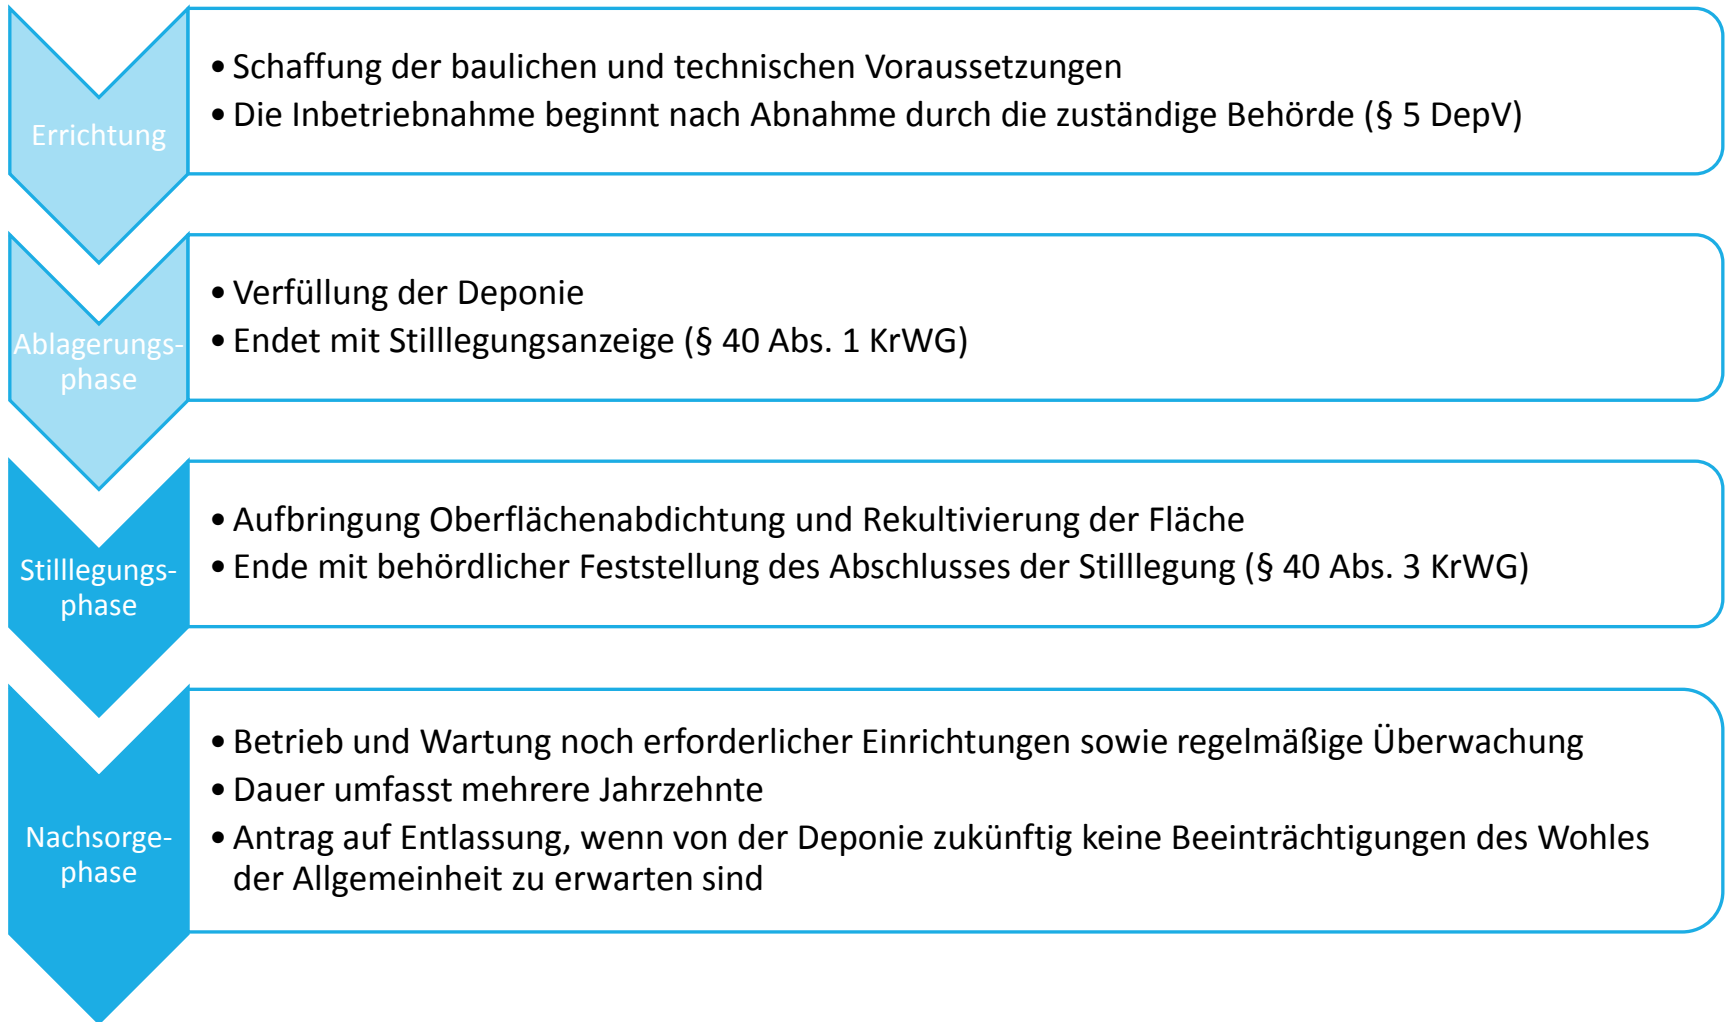 Errichtung
• Schaffung der baulichen und technischen Voraussetzungen
• Die Inbetriebnahme beginnt nach Abnahme durch die zuständige Behörde (§ 5 DepV)
Ablagerungs-
phase
• Verfüllung der Deponie
• Endet mit Stilllegungsanzeige (§ 40 Abs. 1 KrWG)
Stilllegungs-
phase
• Aufbringung Oberflächenabdichtung und Rekultivierung der Fläche
• Ende mit behördlicher Feststellung des Abschlusses der Stilllegung (§ 40 Abs. 3 KrWG)
Nachsorge-
phase
• Betrieb und Wartung noch erforderlicher Einrichtungen sowie regelmäßige Überwachung
• Dauer umfasst mehrere Jahrzehnte
• Antrag auf Entlassung, wenn von der Deponie zukünftig keine Beeinträchtigungen des Wohles
der Allgemeinheit zu erwarten sind